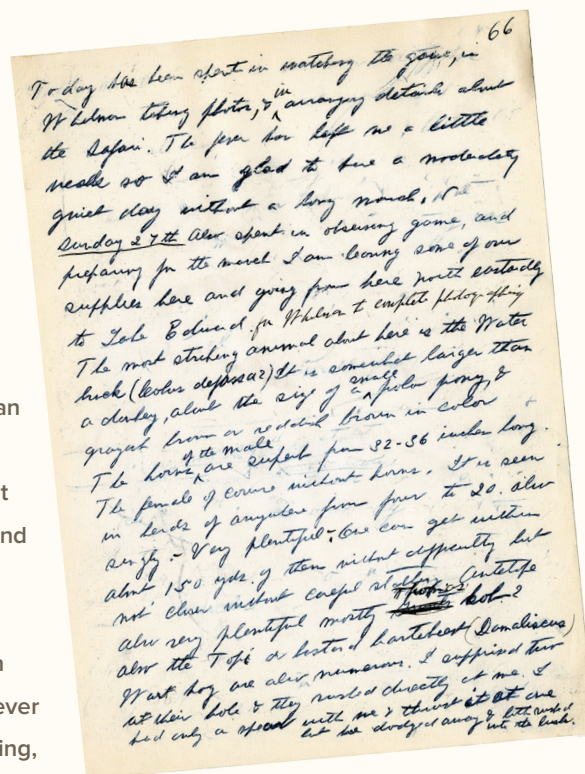 66
To day has been spent in watching the game, in
Whelner taking photos, & in arranging details about
the Safari. The fever has left me a little
weak so I am glad to have a moderately
quiet day without a long march.
Sunday 27th Also spent in observing game, and
preparing for the march I am leaving some of our
supplies here and going from here north eastardly
to Lake Edward for Whelner to complete photographing
The most striking animal about here is the Water
buck (Cobus defassa?) It is somewhat larger than
a donkey, about the size of a small polo pony, &
grayish brown or reddish brown in color
The horns of the male are superb from 32-36 inches long.
The female of course without horns. It is seen
in herds of anywhere from four to 20. also
singly - Very plentiful - One can get within
about 150 yds. of them without difficulty but
not closer without careful stalking Antelope
also very plentiful mostly kob?
also the Topi or bastard hartebeest (Damaliscus)
Wart hog are also numerous. I surprised two
at their hole & they rushed directly at me. I
had only a spear with me & thrust it at one
but he dodged away & both rushed
into the bush.
an
t
nd
n
ever
ing,